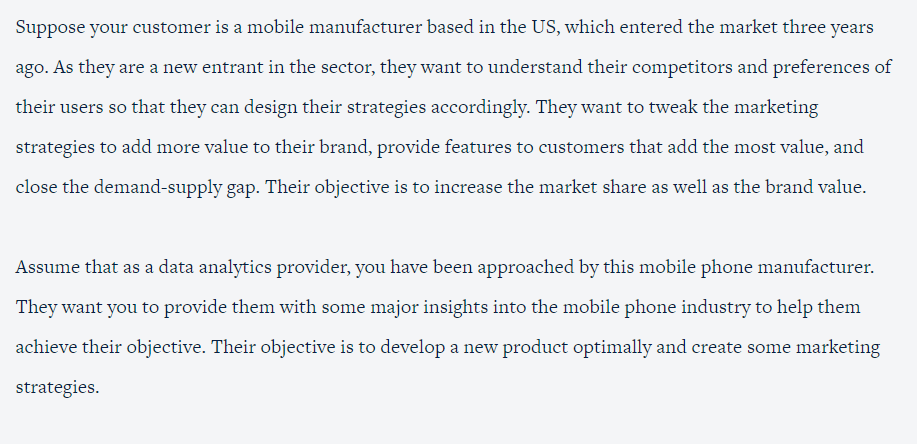 Suppose your customer is a mobile manufacturer based in the US, which entered the market three years
ago. As they are a new entrant in the sector, they want to understand their competitors and preferences of
their users so that they can design their strategies accordingly. They want to tweak the marketing
strategies to add more value to their brand, provide features to customers that add the most value, and
close the demand-supply gap. Their objective is to increase the market share as well as the brand value.
Assume that as a data analytics provider, you have been approached by this mobile phone manufacturer.
They want you to provide them with some major insights into the mobile phone industry to help them
achieve their objective. Their objective is to develop a new product optimally and create some marketing
strategies.